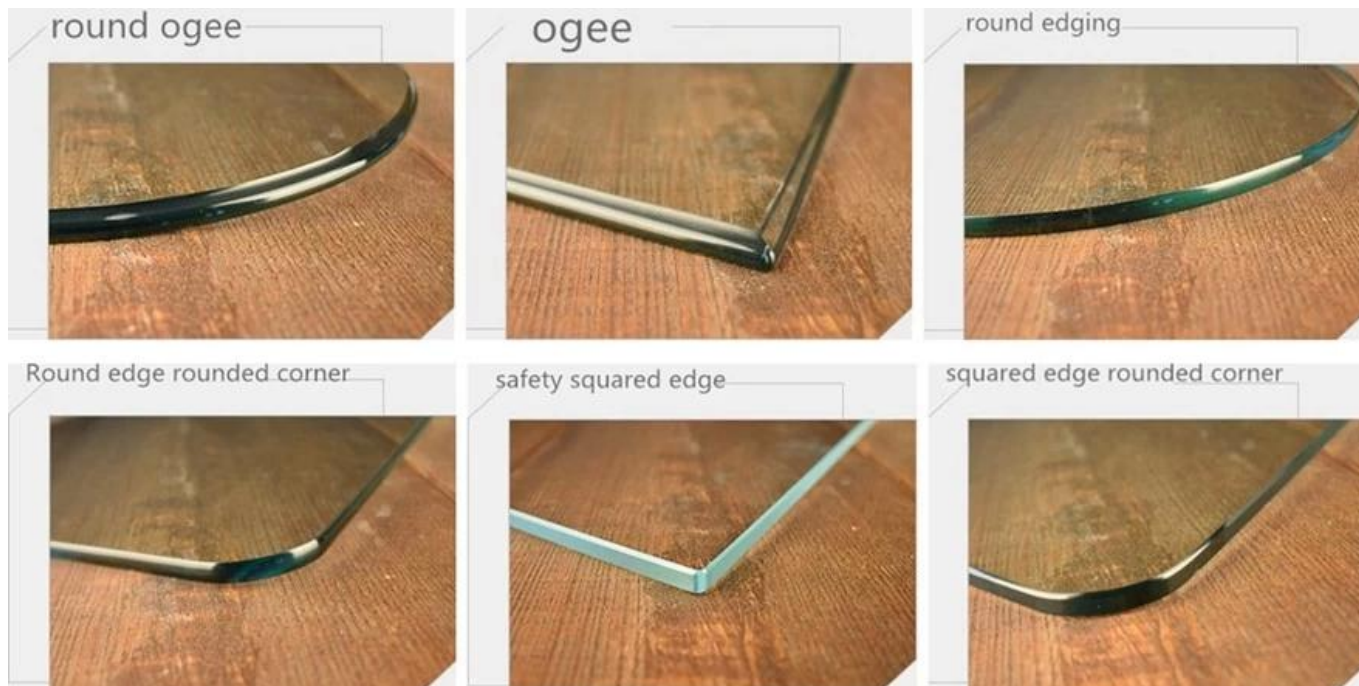 round ogee
ogee
round edging
Round edge rounded corner
safety squared edge
squared edge rounded corner